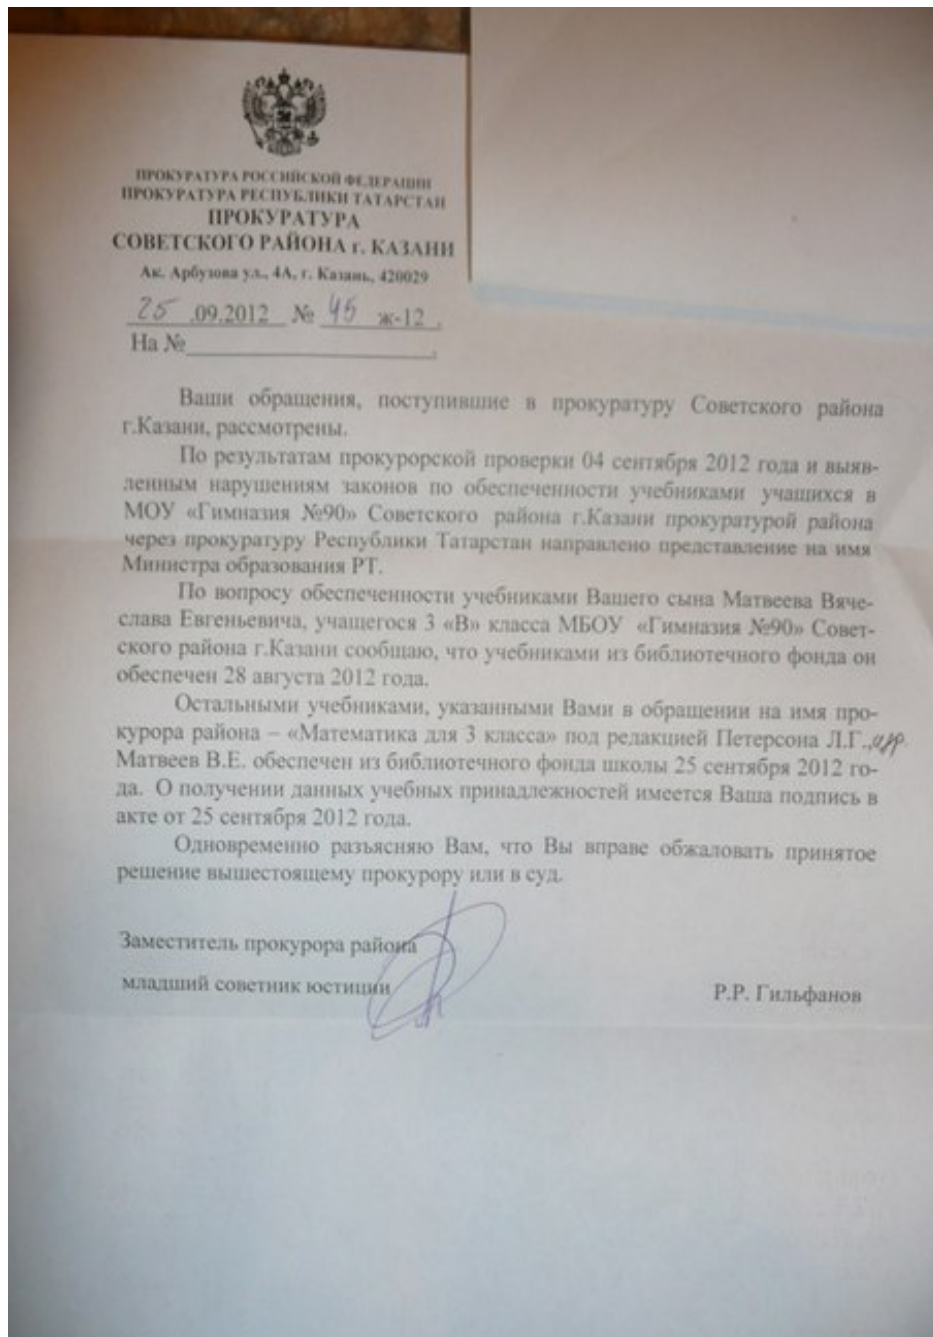 ПРОКУРАТУРА РОССИЙСКОЙ ФЕДЕРАЦИИ
ПРОКУРАТУРА РЕСПУБЛИКИ ТАТАРСТАН
ПРОКУРАТУРА
СОВЕТСКОГО РАЙОНА г. КАЗАНИ
Ак. Арбузова ул., 4А, г. Казань, 420029
25 .09.2012 № 45 ж-12
На №
Ваши обращения, поступившие в прокуратуру Советского района
г.Казани, рассмотрены.
По результатам прокурорской проверки 04 сентября 2012 года и выяв-
ленным нарушениям законов по обеспеченности учебниками учащихся в
МОУ «Гимназия №90» Советского района г.Казани прокуратурой района
через прокуратуру Республики Татарстан направлено представление на имя
Министра образования РТ.
По вопросу обеспеченности учебниками Вашего сына Матвеева Вяче-
слава Евгеньевича, учащегося 3 «В» класса МБОУ «Гимназия №90» Совет-
ского района г.Казани сообщаю, что учебниками из библиотечного фонда он
обеспечен 28 августа 2012 года.
Остальными учебниками, указанными Вами в обращении на имя про-
курора района – «Математика для 3 класса» под редакцией Петерсона Л.Г.,
Матвеев В.Е. обеспечен из библиотечного фонда школы 25 сентября 2012 го-
да. О получении данных учебных принадлежностей имеется Ваша подпись в
акте от 25 сентября 2012 года.
Одновременно разъясняю Вам, что Вы вправе обжаловать принятое
решение вышестоящему прокурору или в суд.
Заместитель прокурора района
младший советник юстиции Р.Р. Гильфанов